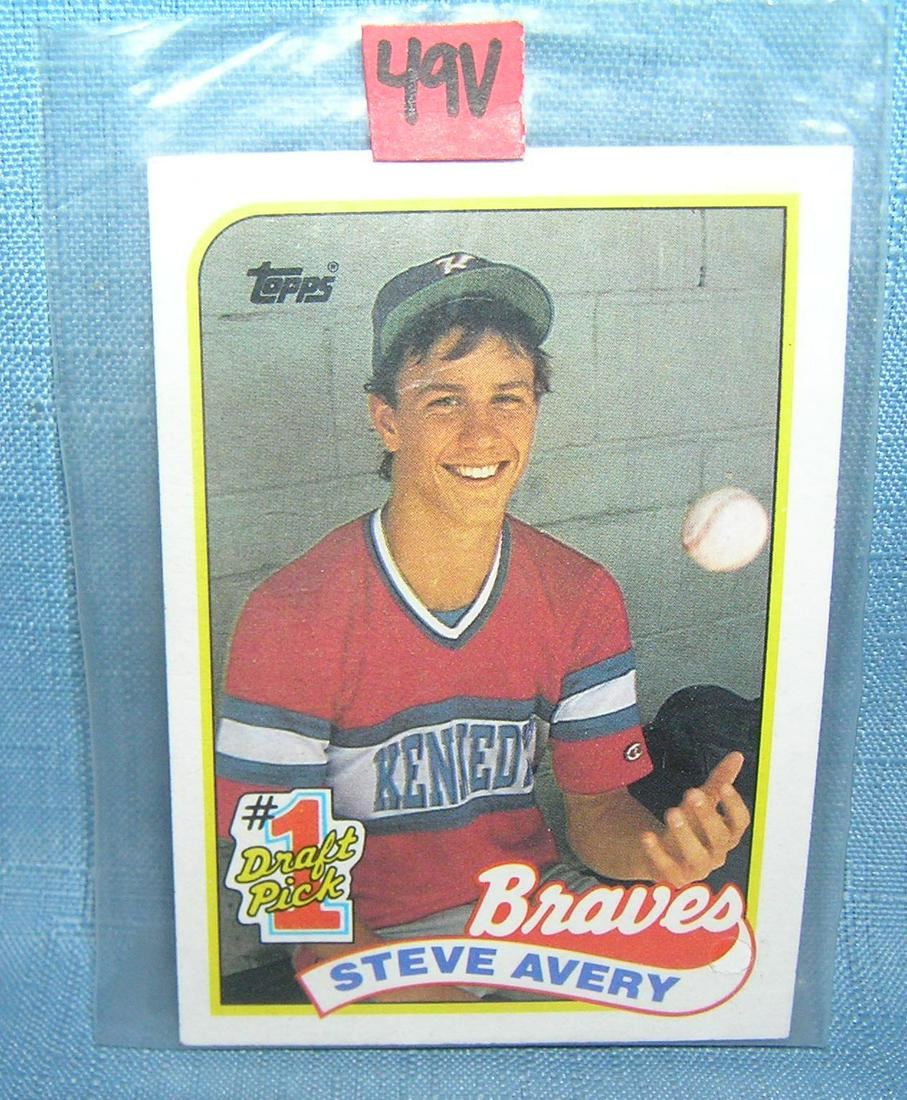 49V
Topps®
KENNEDY
#1
Draft
Pick
Braves
STEVE AVERY